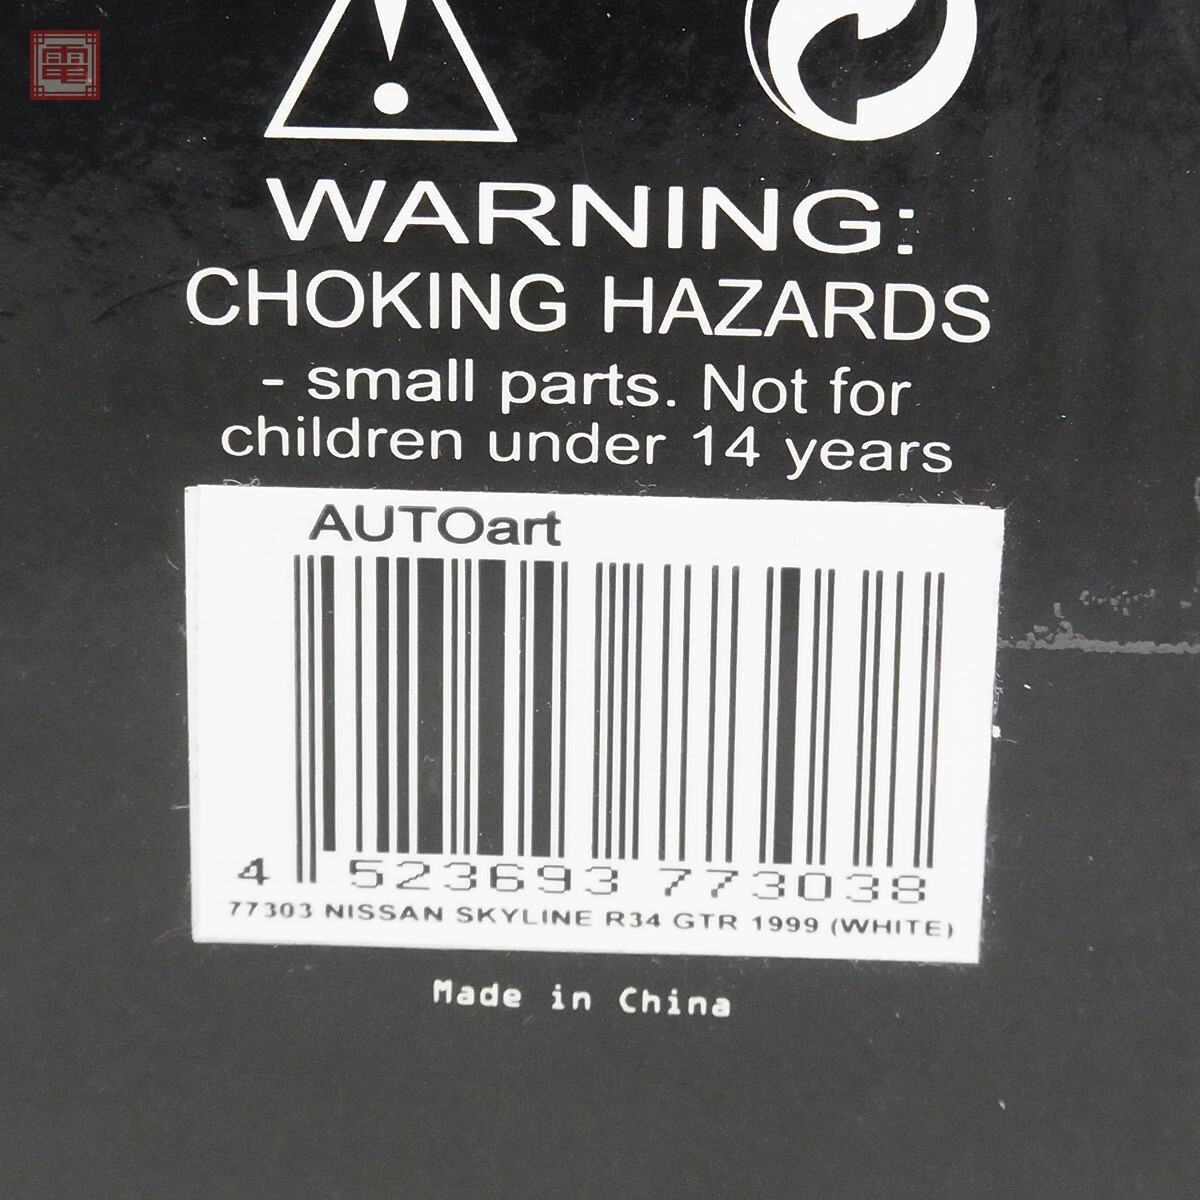 WARNING:
CHOKING HAZARDS
- small parts. Not for
children under 14 years
AUTOart
4 523693 773038
77303 NISSAN SKYLINE R34 GTR 1999 (WHITE)
Made in China